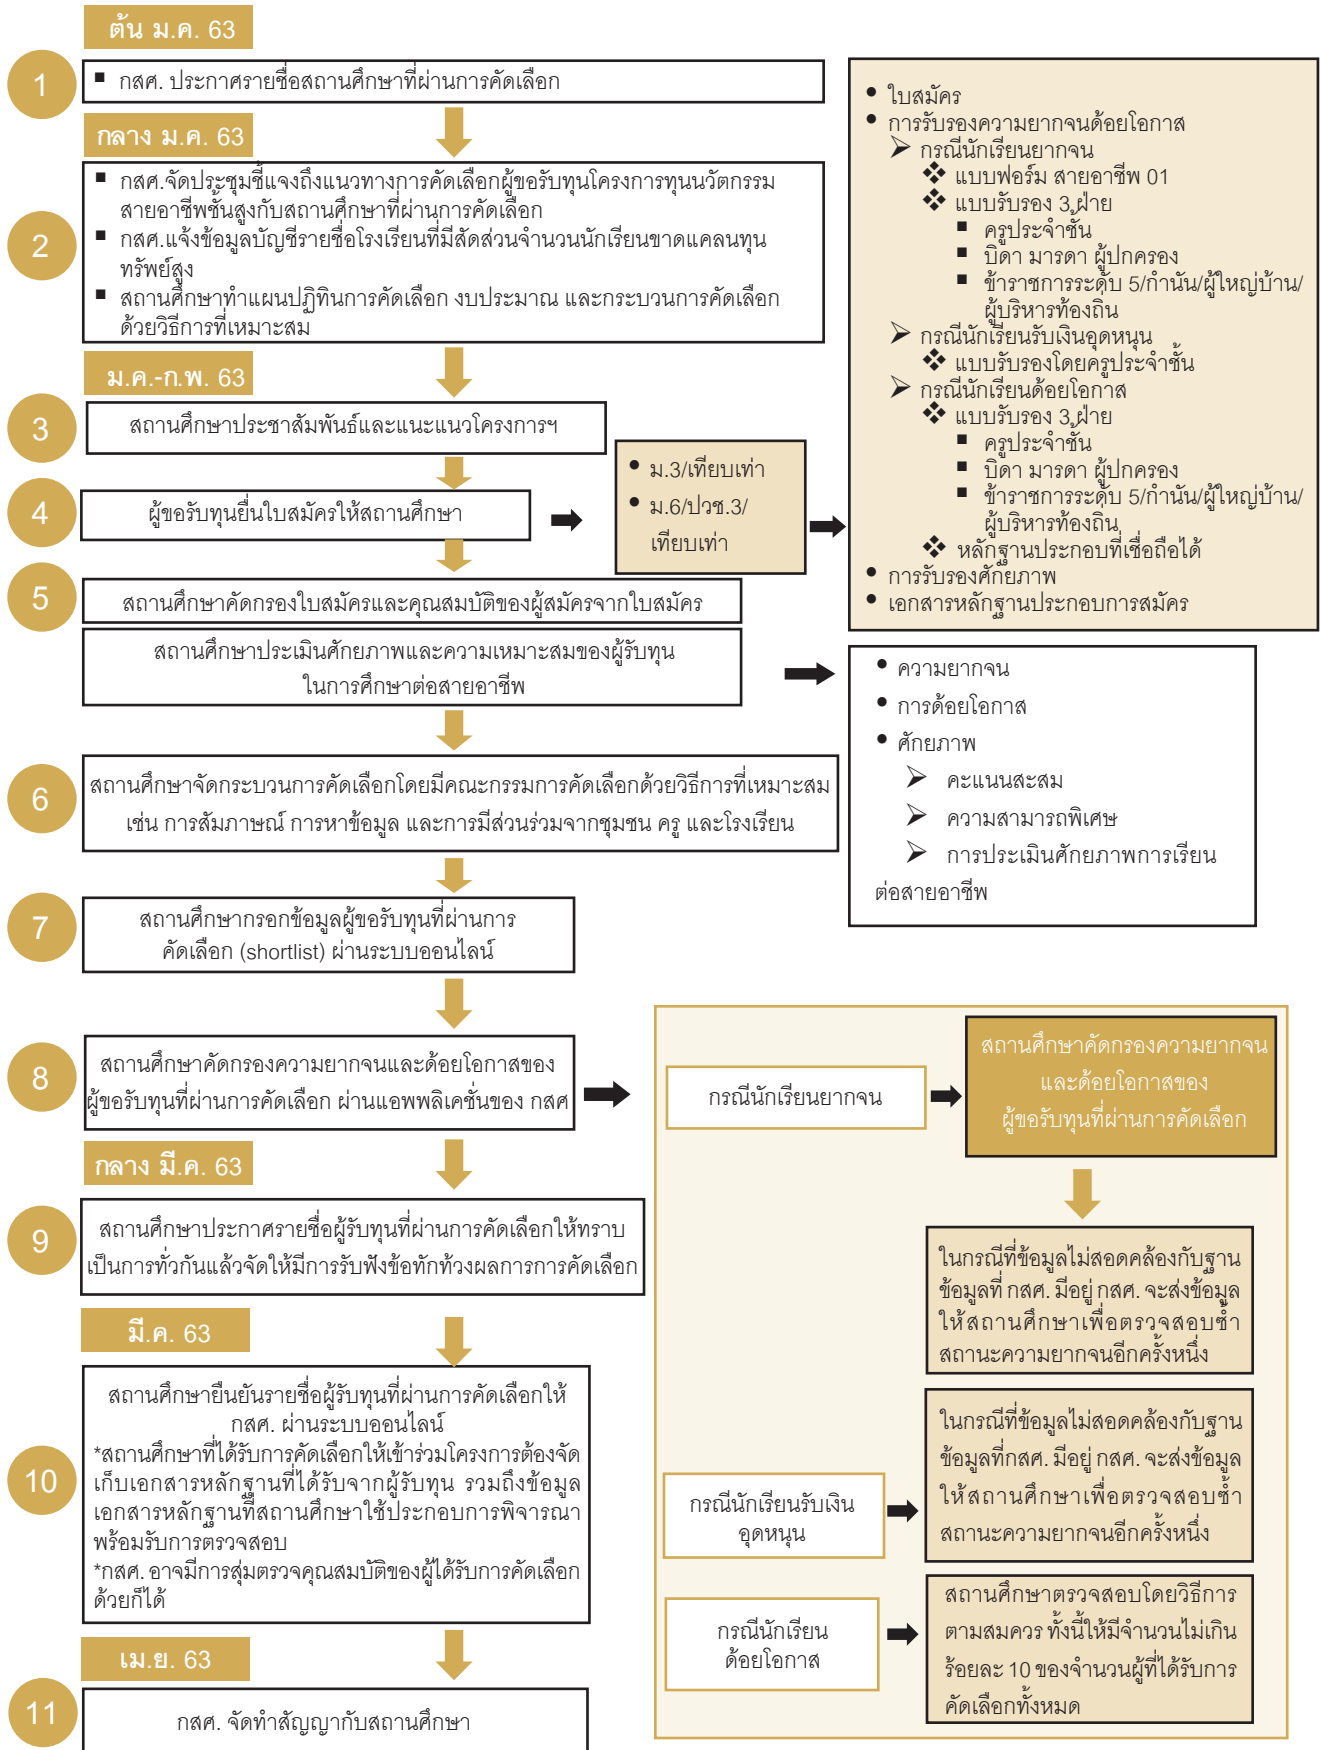 ต้น ม.ค. 63
1
▪ กสศ. ประกาศรายชื่อสถานศึกษาที่ผ่านการคัดเลือก
กลาง ม.ค. 63
2
▪ กสศ.จัดประชุมชี้แจงถึงแนวทางการคัดเลือกผู้ขอรับทุนโครงการทุนนวัตกรรม
สายอาชีพชั้นสูงกับสถานศึกษาที่ผ่านการคัดเลือก
▪ กสศ.แจ้งข้อมูลบัญชีรายชื่อโรงเรียนที่มีสัดส่วนจำนวนนักเรียนขาดแคลนทุน
ทรัพย์สูง
▪ สถานศึกษาทำแผนปฏิทินการคัดเลือก งบประมาณ และกระบวนการคัดเลือก
ด้วยวิธีการที่เหมาะสม
ม.ค.-ก.พ. 63
3
สถานศึกษาประชาสัมพันธ์และแนะแนวโครงการฯ
4
ผู้ขอรับทุนยื่นใบสมัครให้สถานศึกษา
• ม.3/เทียบเท่า
• ม.6/ปวช.3/
เทียบเท่า
• ใบสมัคร
• การรับรองความยากจนด้อยโอกาส
➢ กรณีนักเรียนยากจน
❖ แบบฟอร์ม สายอาชีพ 01
❖ แบบรับรอง 3 ฝ่าย
▪ ครูประจำชั้น
▪ บิดา มารดา ผู้ปกครอง
▪ ข้าราชการระดับ 5/กำนัน/ผู้ใหญ่บ้าน/
ผู้บริหารท้องถิ่น
➢ กรณีนักเรียนรับเงินอุดหนุน
❖ แบบรับรองโดยครูประจำชั้น
➢ กรณีนักเรียนด้อยโอกาส
❖ แบบรับรอง 3 ฝ่าย
▪ ครูประจำชั้น
▪ บิดา มารดา ผู้ปกครอง
▪ ข้าราชการระดับ 5/กำนัน/ผู้ใหญ่บ้าน/
ผู้บริหารท้องถิ่น
❖ หลักฐานประกอบที่เชื่อถือได้
• การรับรองศักยภาพ
• เอกสารหลักฐานประกอบการสมัคร
5
สถานศึกษาคัดกรองใบสมัครและคุณสมบัติของผู้สมัครจากใบสมัคร
สถานศึกษาประเมินศักยภาพและความเหมาะสมของผู้รับทุน
ในการศึกษาต่อสายอาชีพ
• ความยากจน
• การด้อยโอกาส
• ศักยภาพ
➢ คะแนนสะสม
➢ ความสามารถพิเศษ
➢ การประเมินศักยภาพการเรียน
ต่อสายอาชีพ
6
สถานศึกษาจัดกระบวนการคัดเลือกโดยมีคณะกรรมการคัดเลือกด้วยวิธีการที่เหมาะสม
เช่น การสัมภาษณ์ การหาข้อมูล และการมีส่วนร่วมจากชุมชน ครู และโรงเรียน
7
สถานศึกษากรอกข้อมูลผู้ขอรับทุนที่ผ่านการ
คัดเลือก (shortlist) ผ่านระบบออนไลน์
8
สถานศึกษาคัดกรองความยากจนและด้อยโอกาสของ
ผู้ขอรับทุนที่ผ่านการคัดเลือก ผ่านแอพพลิเคชั่นของ กสศ
กรณีนักเรียนยากจน
สถานศึกษาคัดกรองความยากจน
และด้อยโอกาสของ
ผู้ขอรับทุนที่ผ่านการคัดเลือก
ในกรณีที่ข้อมูลไม่สอดคล้องกับฐาน
ข้อมูลที่ กสศ. มีอยู่ กสศ. จะส่งข้อมูล
ให้สถานศึกษาเพื่อตรวจสอบซ้ำ
สถานะความยากจนอีกครั้งหนึ่ง
กรณีนักเรียนรับเงิน
อุดหนุน
ในกรณีที่ข้อมูลไม่สอดคล้องกับฐาน
ข้อมูลที่กสศ. มีอยู่ กสศ. จะส่งข้อมูล
ให้สถานศึกษาเพื่อตรวจสอบซ้ำ
สถานะความยากจนอีกครั้งหนึ่ง
กรณีนักเรียน
ด้อยโอกาส
สถานศึกษาตรวจสอบโดยวิธีการ
ตามสมควร ทั้งนี้ให้มีจำนวนไม่เกิน
ร้อยละ 10 ของจำนวนผู้ที่ได้รับการ
คัดเลือกทั้งหมด
กลาง มี.ค. 63
9
สถานศึกษาประกาศรายชื่อผู้รับทุนที่ผ่านการคัดเลือกให้ทราบ
เป็นการทั่วกันแล้วจัดให้มีการรับฟังข้อทักท้วงผลการการคัดเลือก
มี.ค. 63
10
สถานศึกษายืนยันรายชื่อผู้รับทุนที่ผ่านการคัดเลือกให้
กสศ. ผ่านระบบออนไลน์
*สถานศึกษาที่ได้รับการคัดเลือกให้เข้าร่วมโครงการต้องจัด
เก็บเอกสารหลักฐานที่ได้รับจากผู้รับทุน รวมถึงข้อมูล
เอกสารหลักฐานที่สถานศึกษาใช้ประกอบการพิจารณา
พร้อมรับการตรวจสอบ
*กสศ. อาจมีการสุ่มตรวจคุณสมบัติของผู้ได้รับการคัดเลือก
ด้วยก็ได้
เม.ย. 63
11
กสศ. จัดทำสัญญากับสถานศึกษา